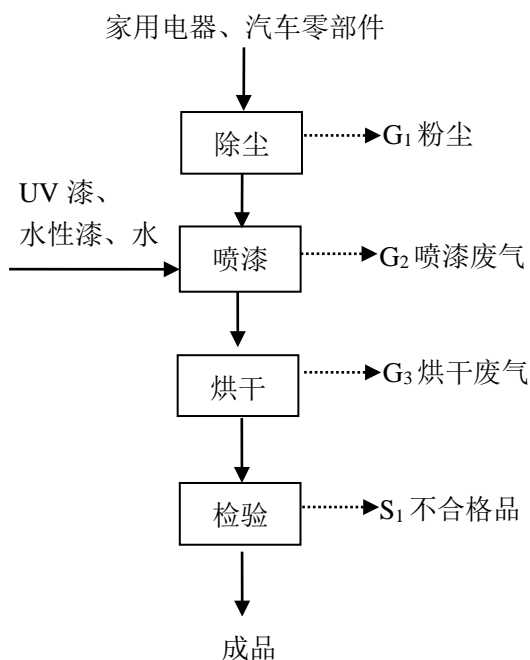 家用电器、汽车零部件
除尘
G₁ 粉尘
UV 漆、
水性漆、水
喷漆
G₂ 喷漆废气
烘干
G₃ 烘干废气
检验
S₁ 不合格品
成品